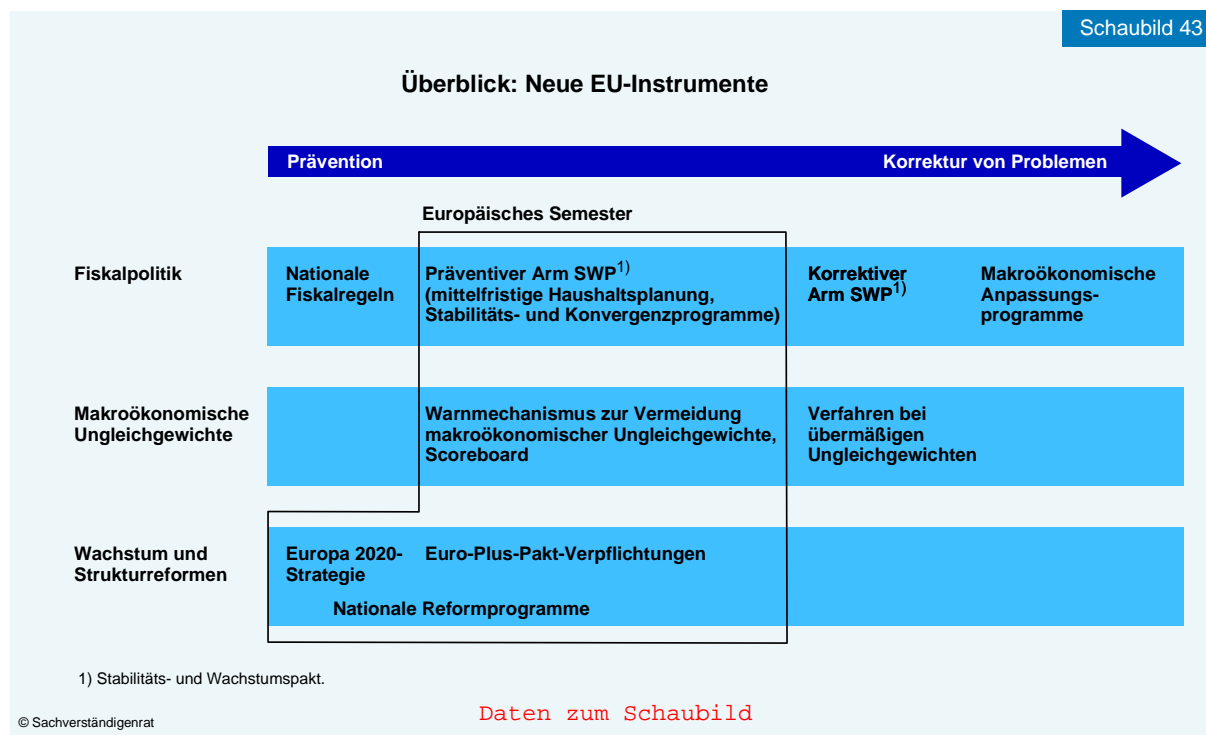 Schaubild 43
Überblick: Neue EU-Instrumente
Prävention
Korrektur von Problemen
Europäisches Semester
Fiskalpolitik
Nationale
Fiskalregeln
Präventiver Arm SWP1)
(mittelfristige Haushaltsplanung,
Stabilitäts- und Konvergenzprogramme)
Korrektiver
Arm SWP1)
Makroökonomische
Anpassungs-
programme
Makroökonomische
Ungleichgewichte
Warnmechanismus zur Vermeidung
makroökonomischer Ungleichgewichte,
Scoreboard
Verfahren bei
übermäßigen
Ungleichgewichten
Wachstum und
Strukturreformen
Europa 2020-
Strategie
Euro-Plus-Pakt-Verpflichtungen
Nationale Reformprogramme
1) Stabilitäts- und Wachstumspakt.
© Sachverständigenrat
Daten zum Schaubild